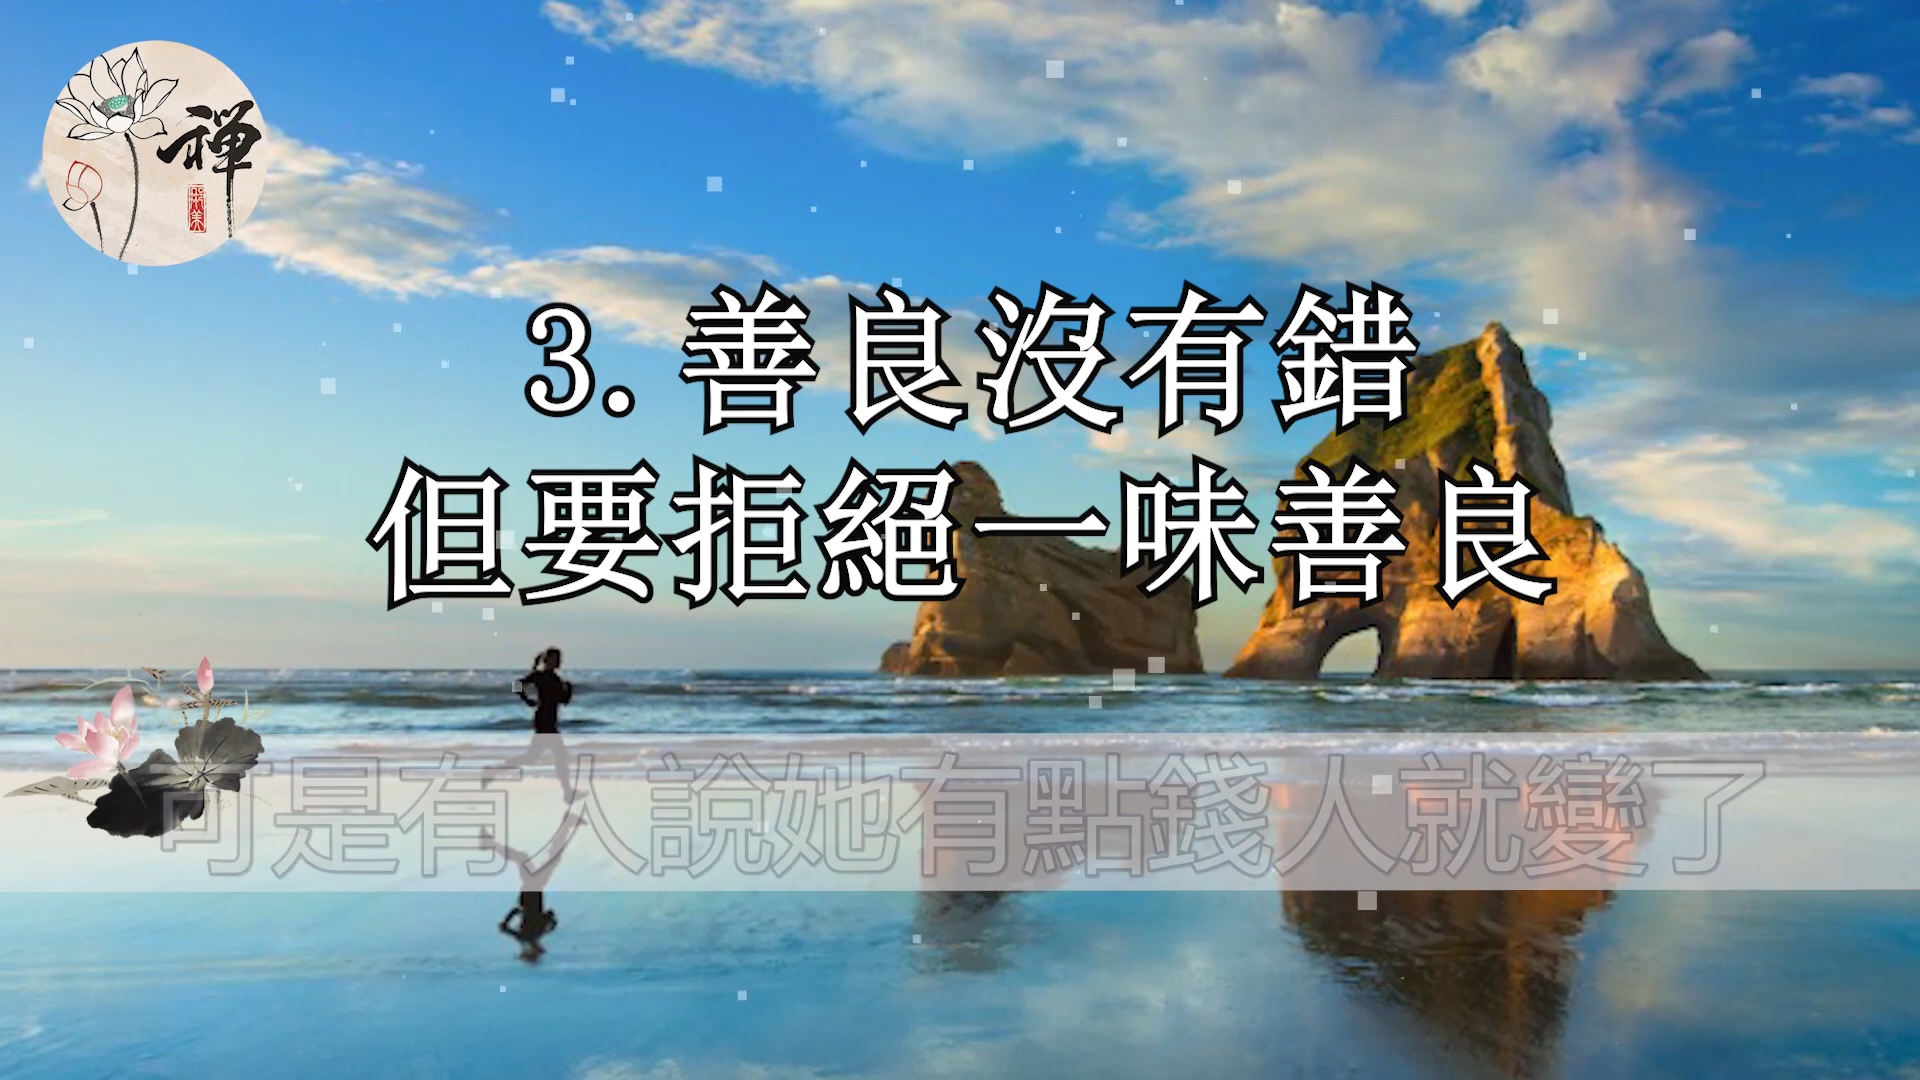 禅
3.善良沒有錯
但要拒絕一味善良
可是有人說她有點錢人就變了